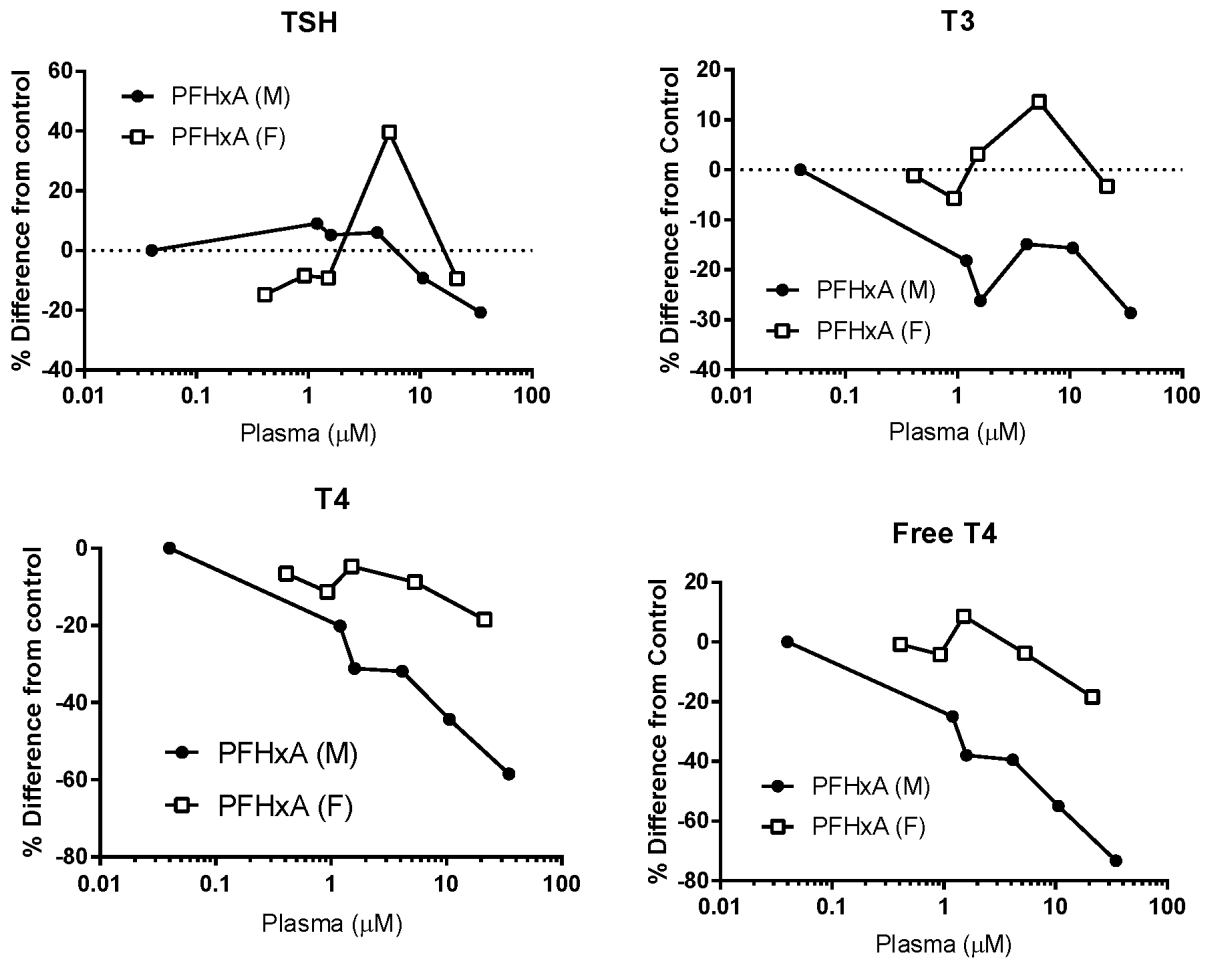 TSH
% Difference from control
60
40
20
0
-20
-40
PFHxA (M)
PFHxA (F)
0.01
0.1
1
10
100
Plasma (μM)
T3
% Difference from Control
20
10
0
-10
-20
-30
-40
PFHxA (M)
PFHxA (F)
0.01
0.1
1
10
100
Plasma (μM)
T4
% Difference from control
0
-20
-40
-60
-80
PFHxA (M)
PFHxA (F)
0.01
0.1
1
10
100
Plasma (μM)
Free T4
% Difference from Control
20
0
-20
-40
-60
-80
PFHxA (M)
PFHxA (F)
0.01
0.1
1
10
100
Plasma (μM)